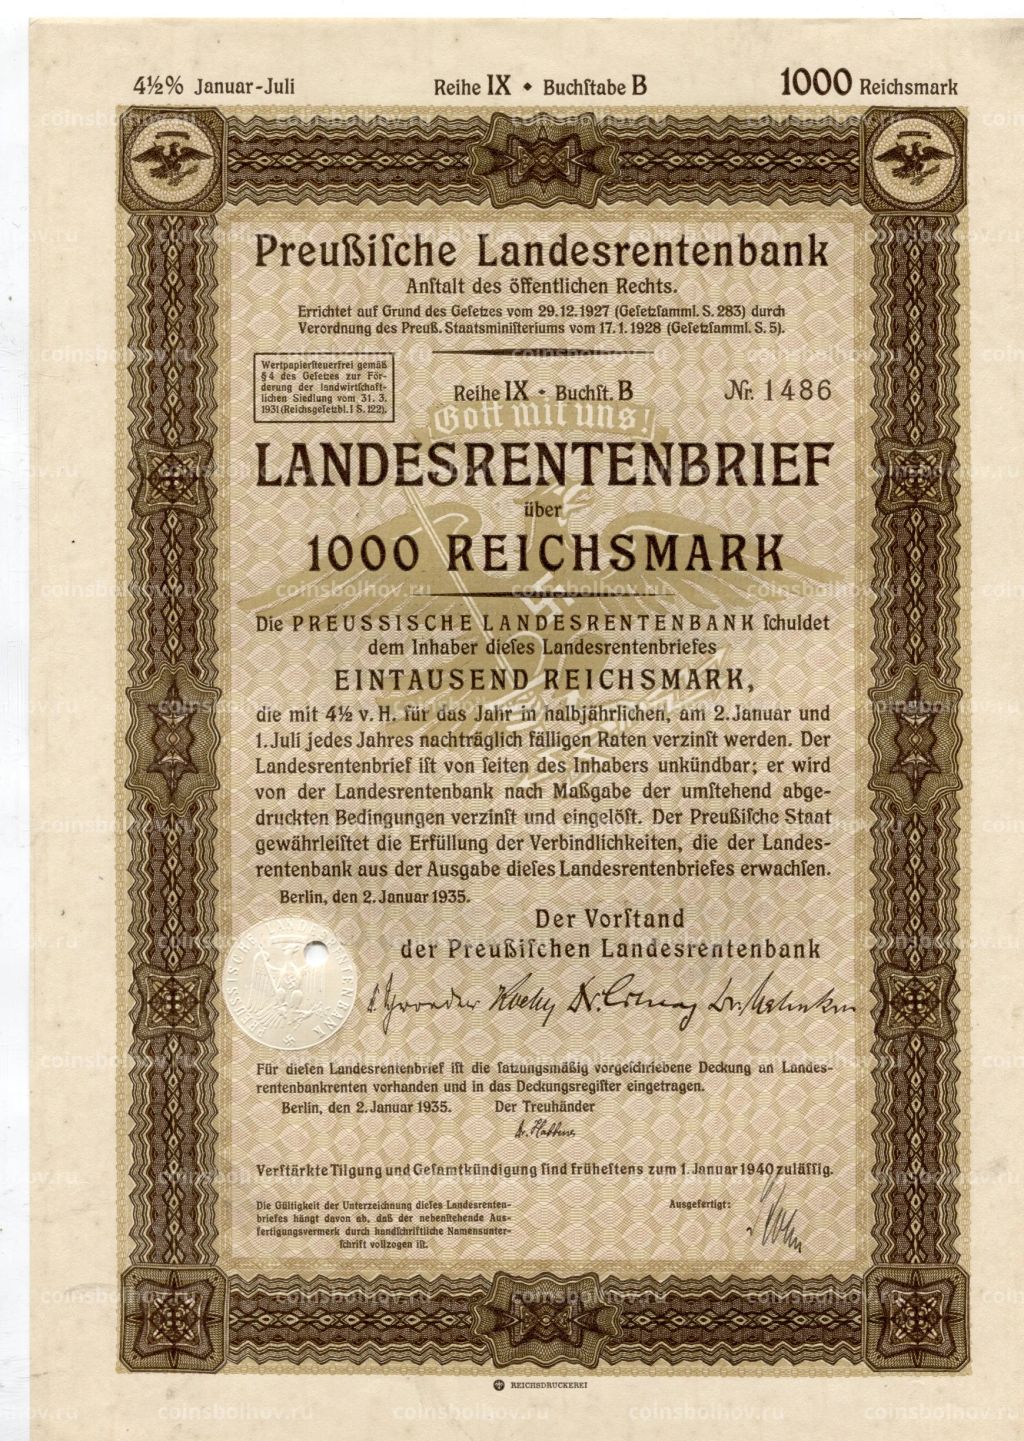 4½% Januar-Juli Reihe IX ◆ Buchſtabe B 1000 Reichsmark
Preußiſche Landesrentenbank
Anſtalt des öffentlichen Rechts.
Errichtet auf Grund des Geſetzes vom 29.12.1927 (Geſetzſamml. S. 283) durch
Verordnung des Preuß. Staatsminiſteriums vom 17.1.1928 (Geſetzſamml. S. 5).
Wertpapierſteuerfrei gemäß
§ 4 des Geſetzes zur För-
derung der landwirtſchaft-
lichen Siedlung vom 31. 3.
1931 (Reichsgeſetzbl. I S. 122).
Reihe IX ◆ Buchſt. B Nr. 1486
Gott mit uns!
LANDESRENTENBRIEF
über
1000 REICHSMARK
Die PREUSSISCHE LANDESRENTENBANK ſchuldet
dem Inhaber dieſes Landesrentenbriefes
EINTAUSEND REICHSMARK,
die mit 4½ v. H. für das Jahr in halbjährlichen, am 2. Januar und
1. Juli jedes Jahres nachträglich fälligen Raten verzinſt werden. Der
Landesrentenbrief iſt von ſeiten des Inhabers unkündbar; er wird
von der Landesrentenbank nach Maßgabe der umſtehend abge-
druckten Bedingungen verzinſt und eingelöſt. Der Preußiſche Staat
gewährleiſtet die Erfüllung der Verbindlichkeiten, die der Landes-
rentenbank aus der Ausgabe dieſes Landesrentenbriefes erwachſen.
Berlin, den 2. Januar 1935.
Der Vorſtand
der Preußiſchen Landesrentenbank
PREUSSISCHE LANDESRENTENBANK
Für dieſen Landesrentenbrief iſt die ſatzungsmäßig vorgeſchriebene Deckung an Landes-
rentenbankrenten vorhanden und in das Deckungsregiſter eingetragen.
Berlin, den 2. Januar 1935. Der Treuhänder
Verſtärkte Tilgung und Geſamtkündigung ſind früheſtens zum 1. Januar 1940 zuläſſig.
Die Gültigkeit der Unterzeichnung dieſes Landesrenten-
briefes hängt davon ab, daß der nebenſtehende Aus-
fertigungsvermerk durch handſchriftliche Namensunter-
ſchrift vollzogen iſt.
Ausgefertigt:
REICHSDRUCKEREI
coinsbolhov.ru